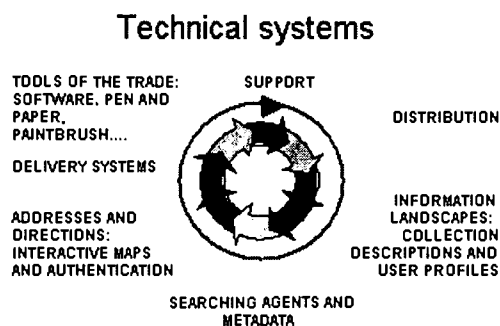 Technical systems
TOOLS OF THE TRADE:
SOFTWARE, PEN AND
PAPER,
PAINTBRUSH....
SUPPORT
DISTRIBUTION
DELIVERY SYSTEMS
INFORMATION
LANDSCAPES:
COLLECTION
DESCRIPTIONS AND
USER PROFILES
ADDRESSES AND
DIRECTIONS:
INTERACTIVE MAPS
AND AUTHENTICATION
SEARCHING AGENTS AND
METADATA